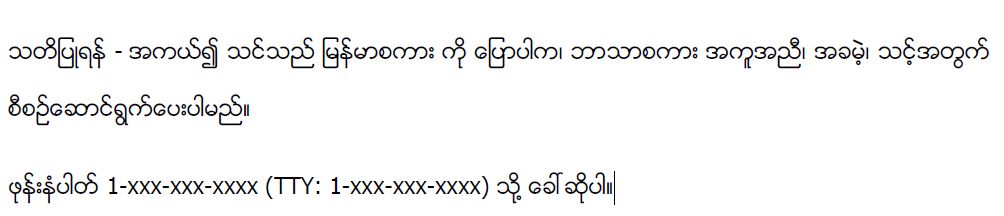 သတိပြုရန် - အကယ်၍ သင်သည် မြန်မာစကား ကို ပြောပါက၊ ဘာသာစကား အကူအညီ၊ အခမဲ့၊ သင့်အတွက်
စီစဉ်ဆောင်ရွက်ပေးပါမည်။
ဖုန်းနံပါတ် 1-xxx-xxx-xxxx (TTY: 1-xxx-xxx-xxxx) သို့ ခေါ်ဆိုပါ။